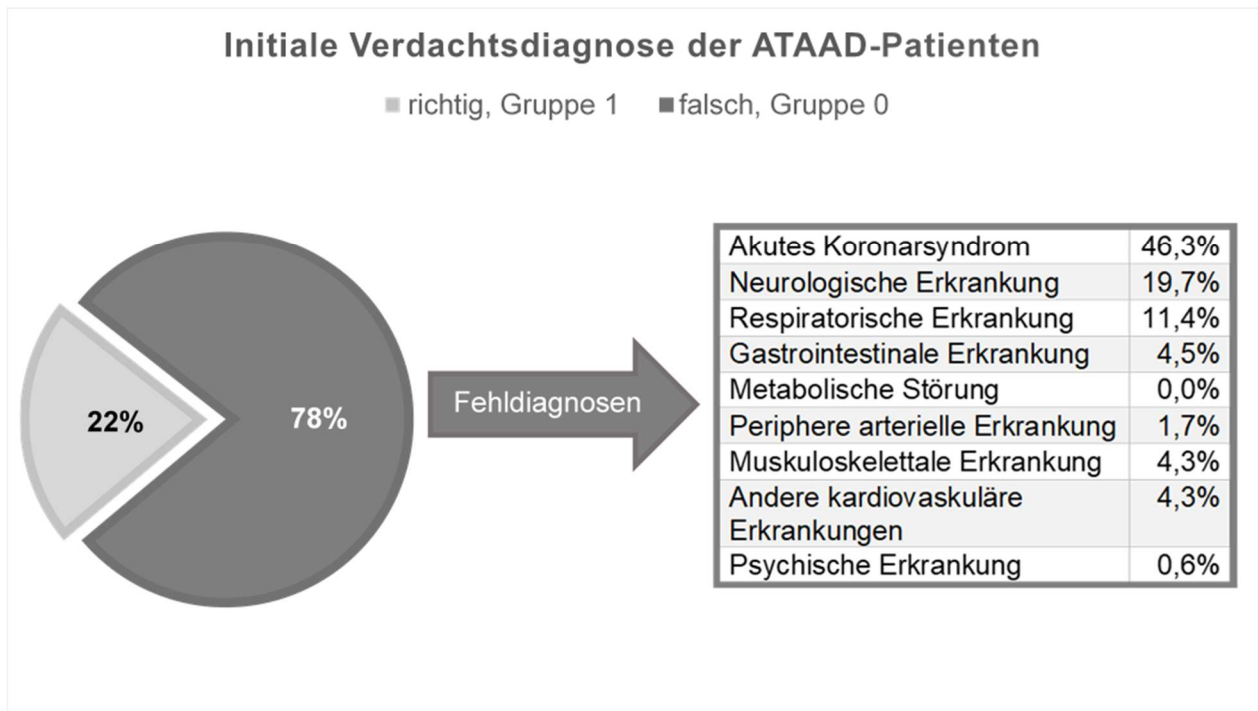 Initiale Verdachtsdiagnose der ATAAD-Patienten
richtig, Gruppe 1 falsch, Gruppe 0
22%
78%
Fehldiagnosen
Akutes Koronarsyndrom 46,3%
Neurologische Erkrankung 19,7%
Respiratorische Erkrankung 11,4%
Gastrointestinale Erkrankung 4,5%
Metabolische Störung 0,0%
Periphere arterielle Erkrankung 1,7%
Muskuloskelettale Erkrankung 4,3%
Andere kardiovaskuläre 4,3%
Erkrankungen
Psychische Erkrankung 0,6%